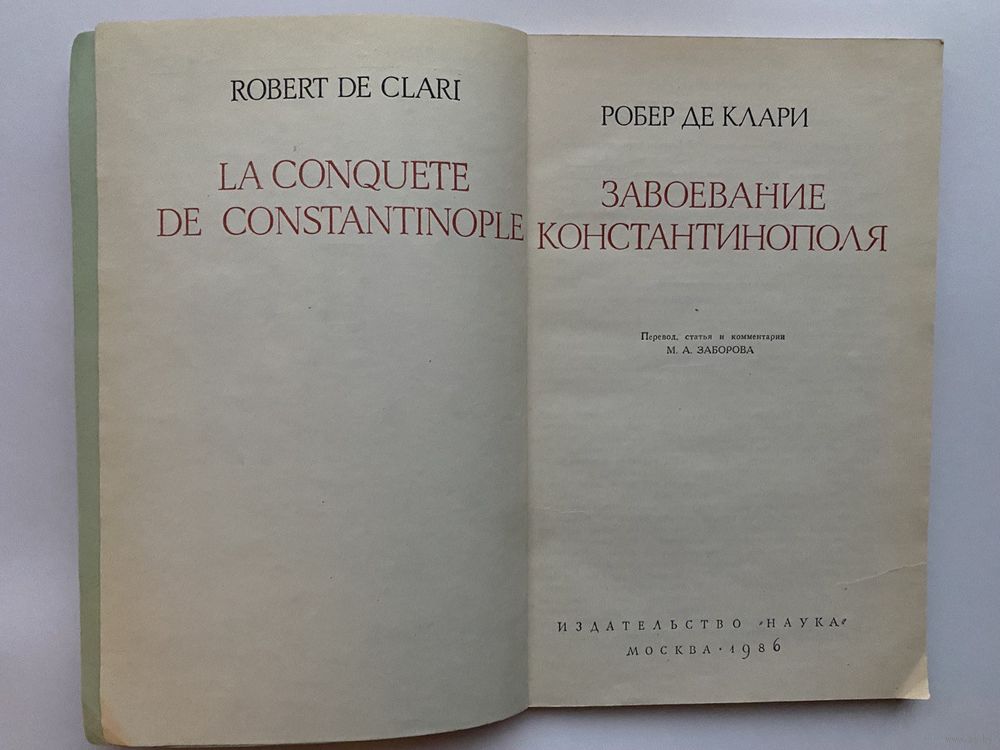 ROBERT DE CLARI
LA CONQUETE
DE CONSTANTINOPLE
РОБЕР ДЕ КЛАРИ
ЗАВОЕВАНИЕ
КОНСТАНТИНОПОЛЯ
Перевод, статья и комментарии
М. А. ЗАБОРОВА
ИЗДАТЕЛЬСТВО «НАУКА»
МОСКВА · 1986